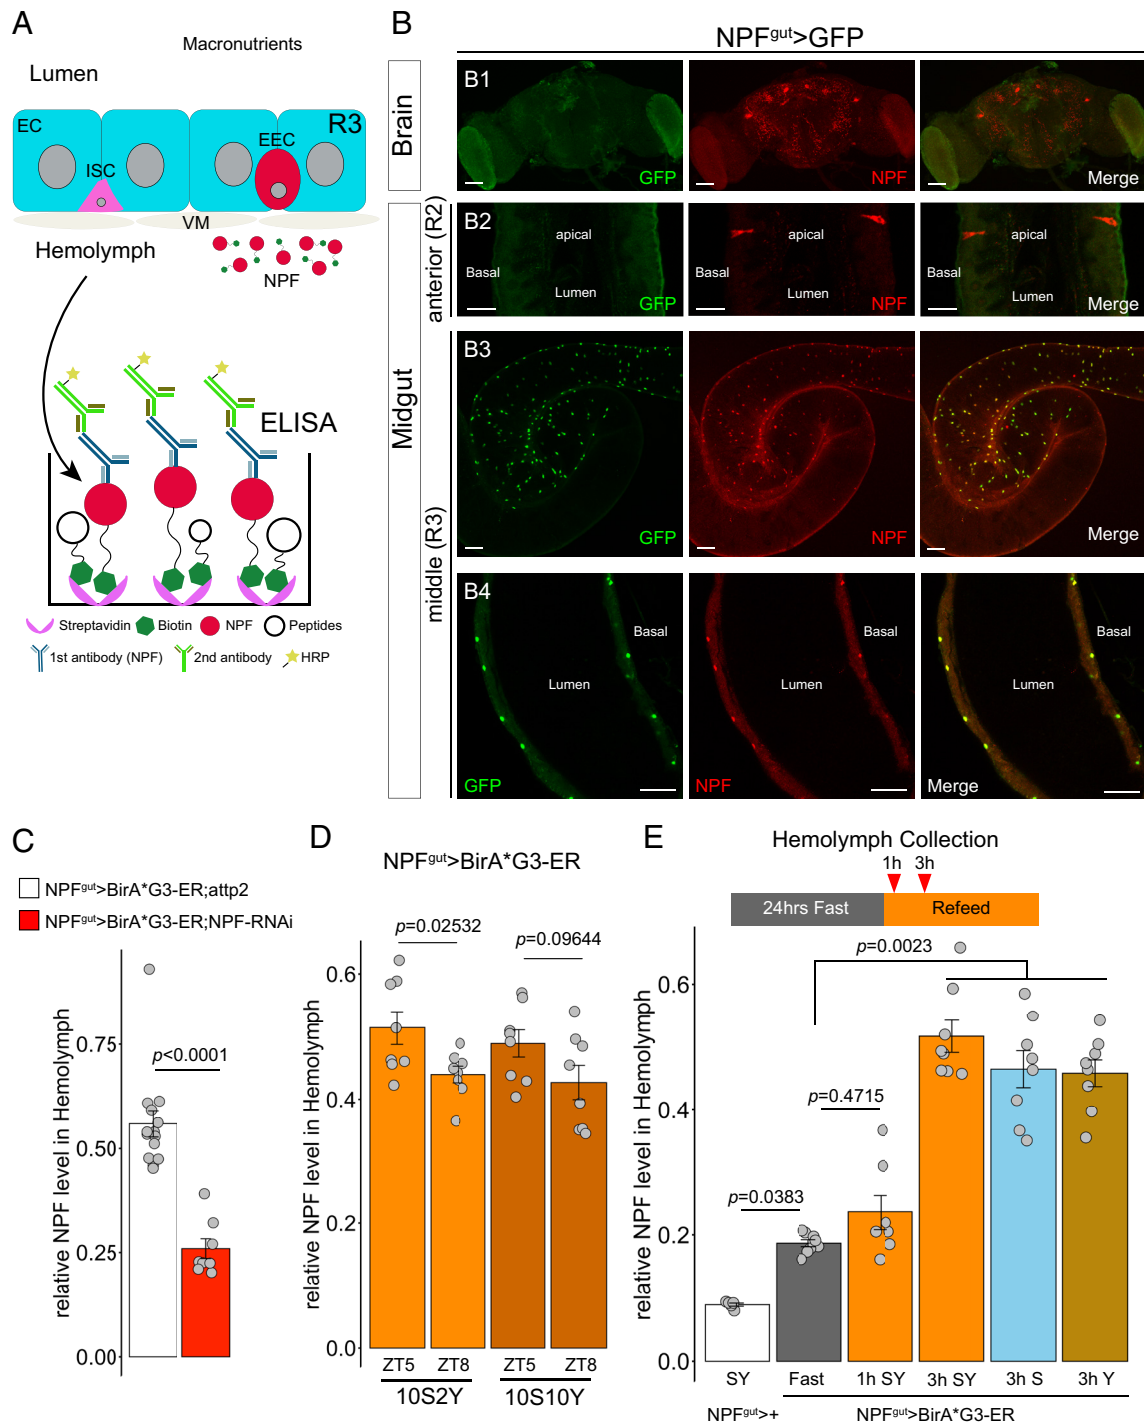 A
Macronutrients
Lumen
EC
R3
EEC
ISC
VM
Hemolymph
NPF
ELISA
Streptavidin
Biotin
NPF
Peptides
1st antibody (NPF)
2nd antibody
HRP
B
NPFgut>GFP
Brain
B1
GFP
NPF
Merge
Midgut
anterior (R2)
B2
apical
Basal
Lumen
GFP
apical
Basal
Lumen
NPF
apical
Basal
Lumen
Merge
middle (R3)
B3
GFP
NPF
Merge
B4
Basal
Lumen
GFP
Basal
Lumen
NPF
Basal
Lumen
Merge
C
NPFgut>BirA*G3-ER;attp2
NPFgut>BirA*G3-ER;NPF-RNAi
relative NPF level in Hemolymph
p<0.0001
0.75
0.50
0.25
0.00
D
NPFgut>BirA*G3-ER
relative NPF level in Hemolymph
p=0.02532
p=0.09644
0.6
0.4
0.2
0.0
ZT5
ZT8
ZT5
ZT8
10S2Y
10S10Y
E
Hemolymph Collection
1h
3h
24hrs Fast
Refeed
relative NPF level in Hemolymph
p=0.0023
p=0.4715
p=0.0383
0.6
0.4
0.2
0.0
SY
Fast
1h SY
3h SY
3h S
3h Y
NPFgut>+
NPFgut>BirA*G3-ER